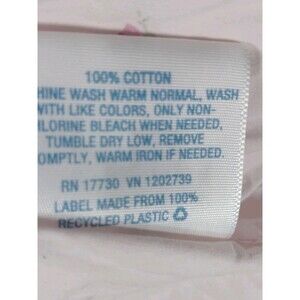 100% COTTON
HINE WASH WARM NORMAL, WASH
WITH LIKE COLORS, ONLY NON-
HLORINE BLEACH WHEN NEEDED,
TUMBLE DRY LOW, REMOVE
OMPTLY, WARM IRON IF NEEDED.
RN 17730 VN 1202739
LABEL MADE FROM 100%
RECYCLED PLASTIC